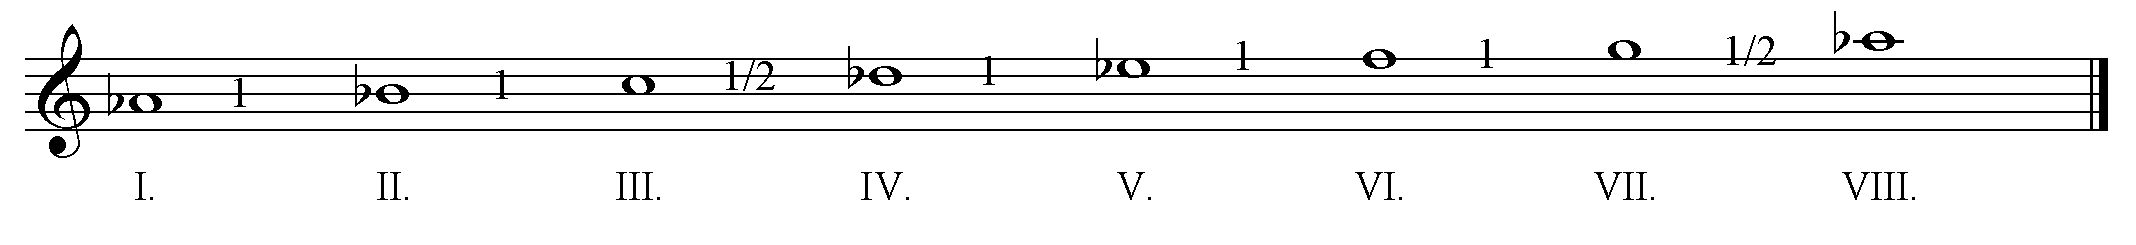 1 1 1/2 1 1 1 1/2
I. II. III. IV. V. VI. VII. VIII.